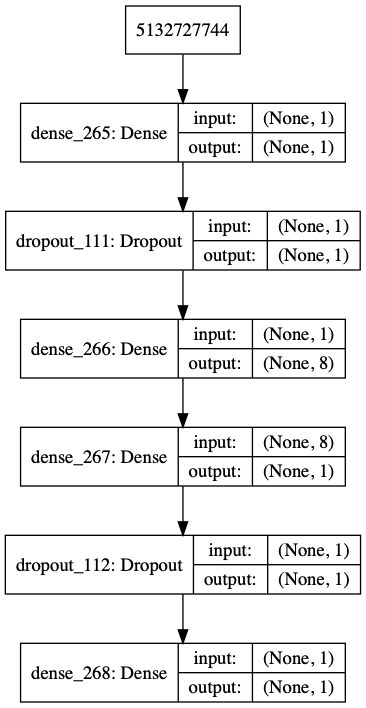 5132727744
dense_265: Dense
input: (None, 1)
output: (None, 1)
dropout_111: Dropout
input: (None, 1)
output: (None, 1)
dense_266: Dense
input: (None, 1)
output: (None, 8)
dense_267: Dense
input: (None, 8)
output: (None, 1)
dropout_112: Dropout
input: (None, 1)
output: (None, 1)
dense_268: Dense
input: (None, 1)
output: (None, 1)